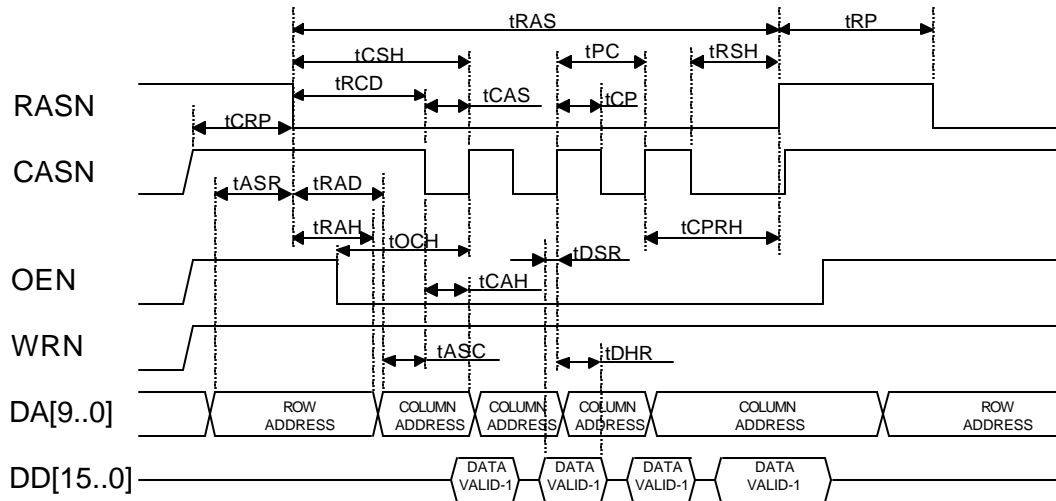 tRAS tRP
tCSH tPC tRSH
tRCD tCAS tCP
RASN
tCRP
CASN
tASR tRAD
tRAH tOCH tCPRH
tDSR
OEN
tCAH
WRN
tASC tDHR
DA[9..0] ROW ADDRESS COLUMN ADDRESS COLUMN ADDRESS COLUMN ADDRESS COLUMN ADDRESS ROW ADDRESS
DD[15..0] DATA VALID-1 DATA VALID-1 DATA VALID-1 DATA VALID-1